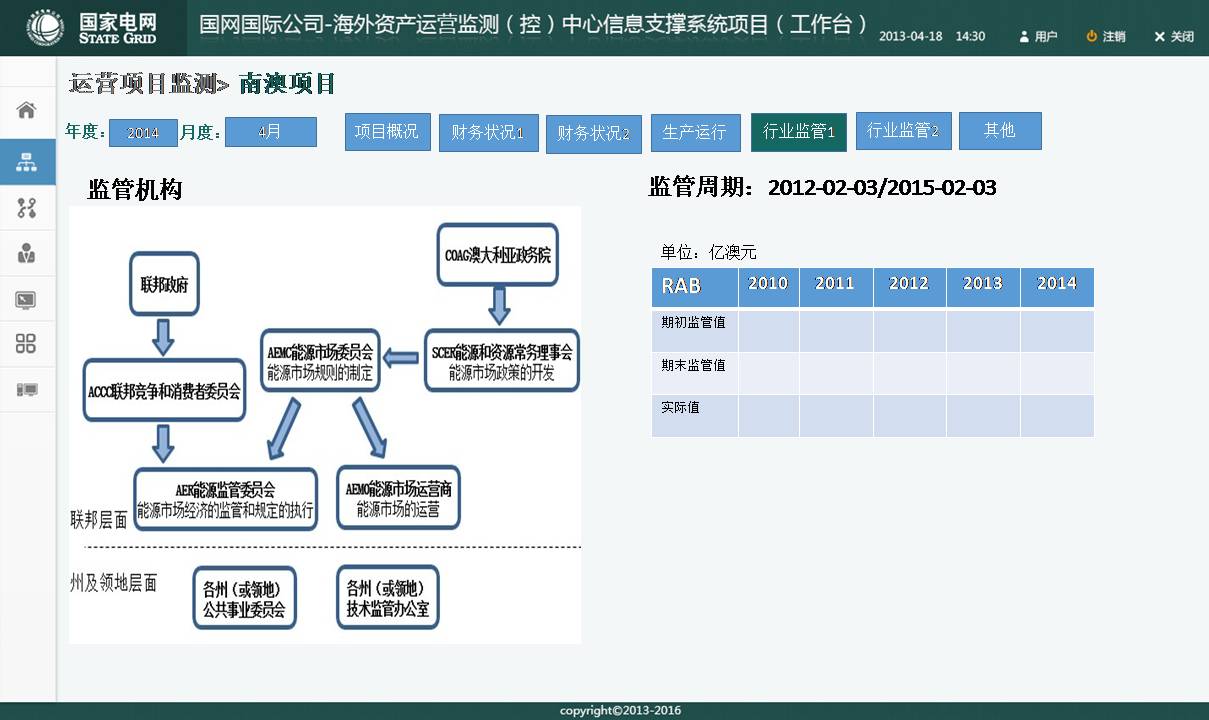 国家电网
STATE GRID
国网国际公司-海外资产运营监测（控）中心信息支撑系统项目（工作台）
2013-04-18 14:30
用户
注销
关闭
运营项目监测> 南澳项目
年度： 2014 月度： 4月
项目概况
财务状况1
财务状况2
生产运行
行业监管1
行业监管2
其他
监管机构
联邦政府
COAG澳大利亚政务院
AEMC能源市场委员会
能源市场规则的制定
SCER能源和资源常务理事会
能源市场政策的开发
ACCC联邦竞争和消费者委员会
AER能源监管委员会
能源市场经济的监管和规定的执行
AEMO能源市场运营商
能源市场的运营
联邦层面
州及领地层面
各州（或领地）
公共事业委员会
各州（或领地）
技术监管办公室
监管周期：2012-02-03/2015-02-03
单位：亿澳元
RAB 2010 2011 2012 2013 2014
期初监管值
期末监管值
实际值
copyright©2013-2016